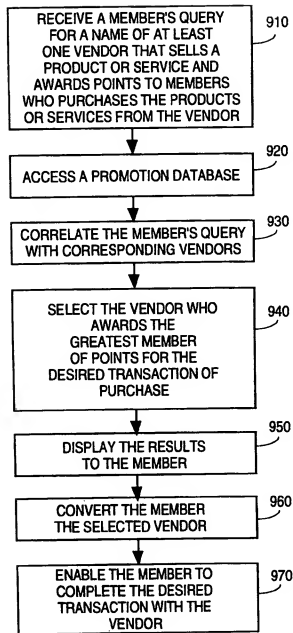 RECEIVE A MEMBER'S QUERY
FOR A NAME OF AT LEAST
ONE VENDOR THAT SELLS A
PRODUCT OR SERVICE AND
AWARDS POINTS TO MEMBERS
WHO PURCHASES THE PRODUCTS
OR SERVICES FROM THE VENDOR
910
ACCESS A PROMOTION DATABASE
920
CORRELATE THE MEMBER'S QUERY
WITH CORRESPONDING VENDORS
930
SELECT THE VENDOR WHO
AWARDS THE
GREATEST MEMBER
OF POINTS FOR THE
DESIRED TRANSACTION OF
PURCHASE
940
DISPLAY THE RESULTS
TO THE MEMBER
950
CONVERT THE MEMBER
THE SELECTED VENDOR
960
ENABLE THE MEMBER TO
COMPLETE THE DESIRED
TRANSACTION WITH THE
VENDOR
970